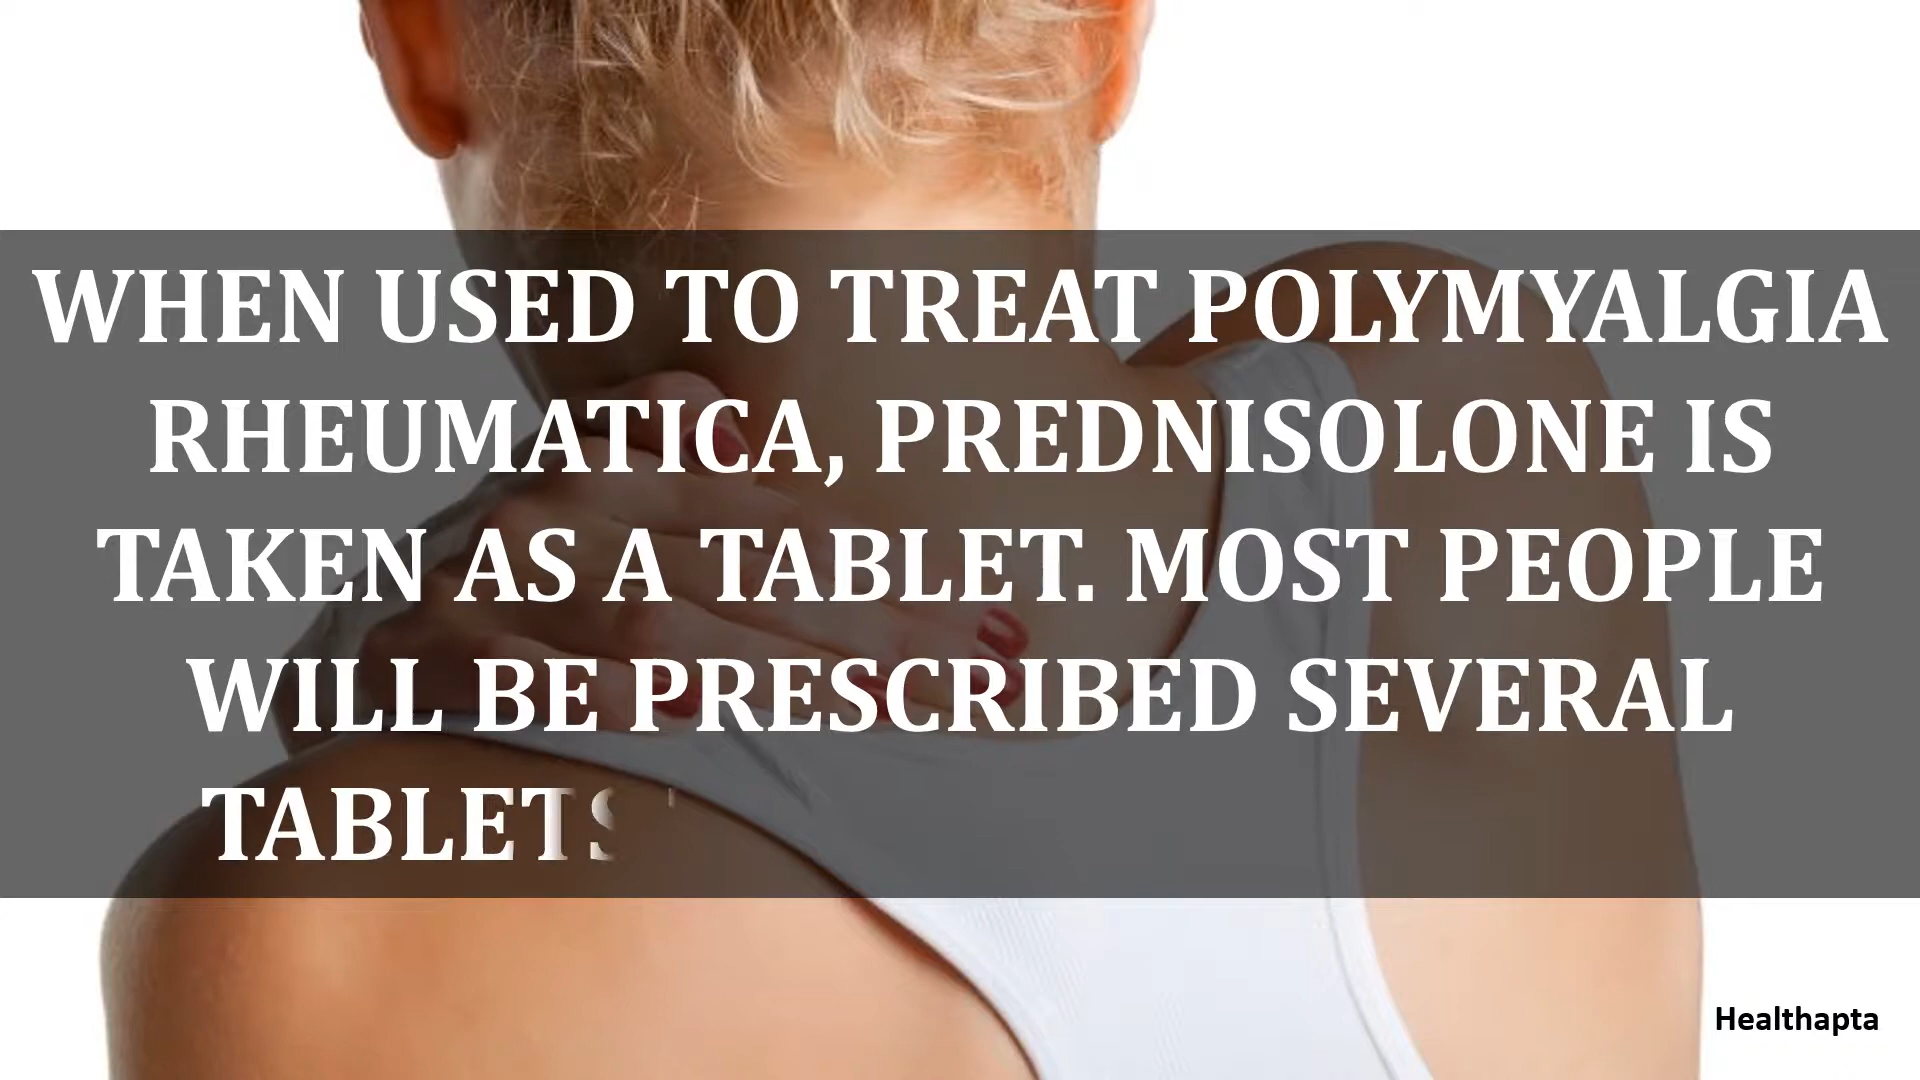 WHEN USED TO TREAT POLYMYALGIA
RHEUMATICA, PREDNISOLONE IS
TAKEN AS A TABLET. MOST PEOPLE
WILL BE PRESCRIBED SEVERAL
TABLETS
Healthapta